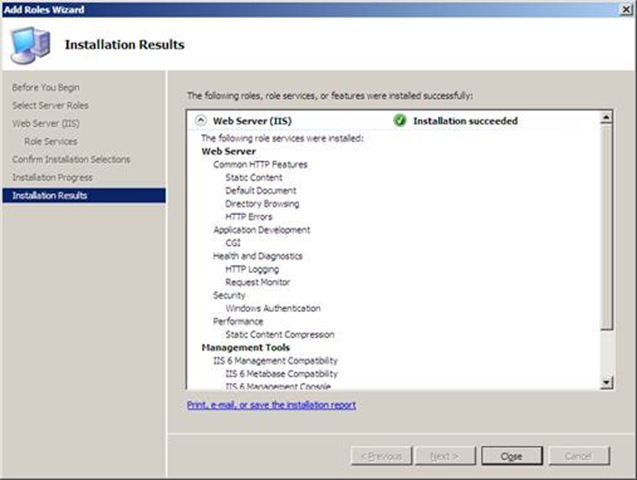 Add Roles Wizard
Installation Results
Before You Begin
Select Server Roles
Web Server (IIS)
Role Services
Confirm Installation Selections
Installation Progress
Installation Results
The following roles, role services, or features were installed successfully:
Web Server (IIS) Installation succeeded
The following role services were installed:
Web Server
Common HTTP Features
Static Content
Default Document
Directory Browsing
HTTP Errors
Application Development
CGI
Health and Diagnostics
HTTP Logging
Request Monitor
Security
Windows Authentication
Performance
Static Content Compression
Management Tools
IIS 6 Management Compatibility
IIS 6 Metabase Compatibility
IIS 6 Management Console
Print, e-mail, or save the installation report
< Previous Next > Close Cancel